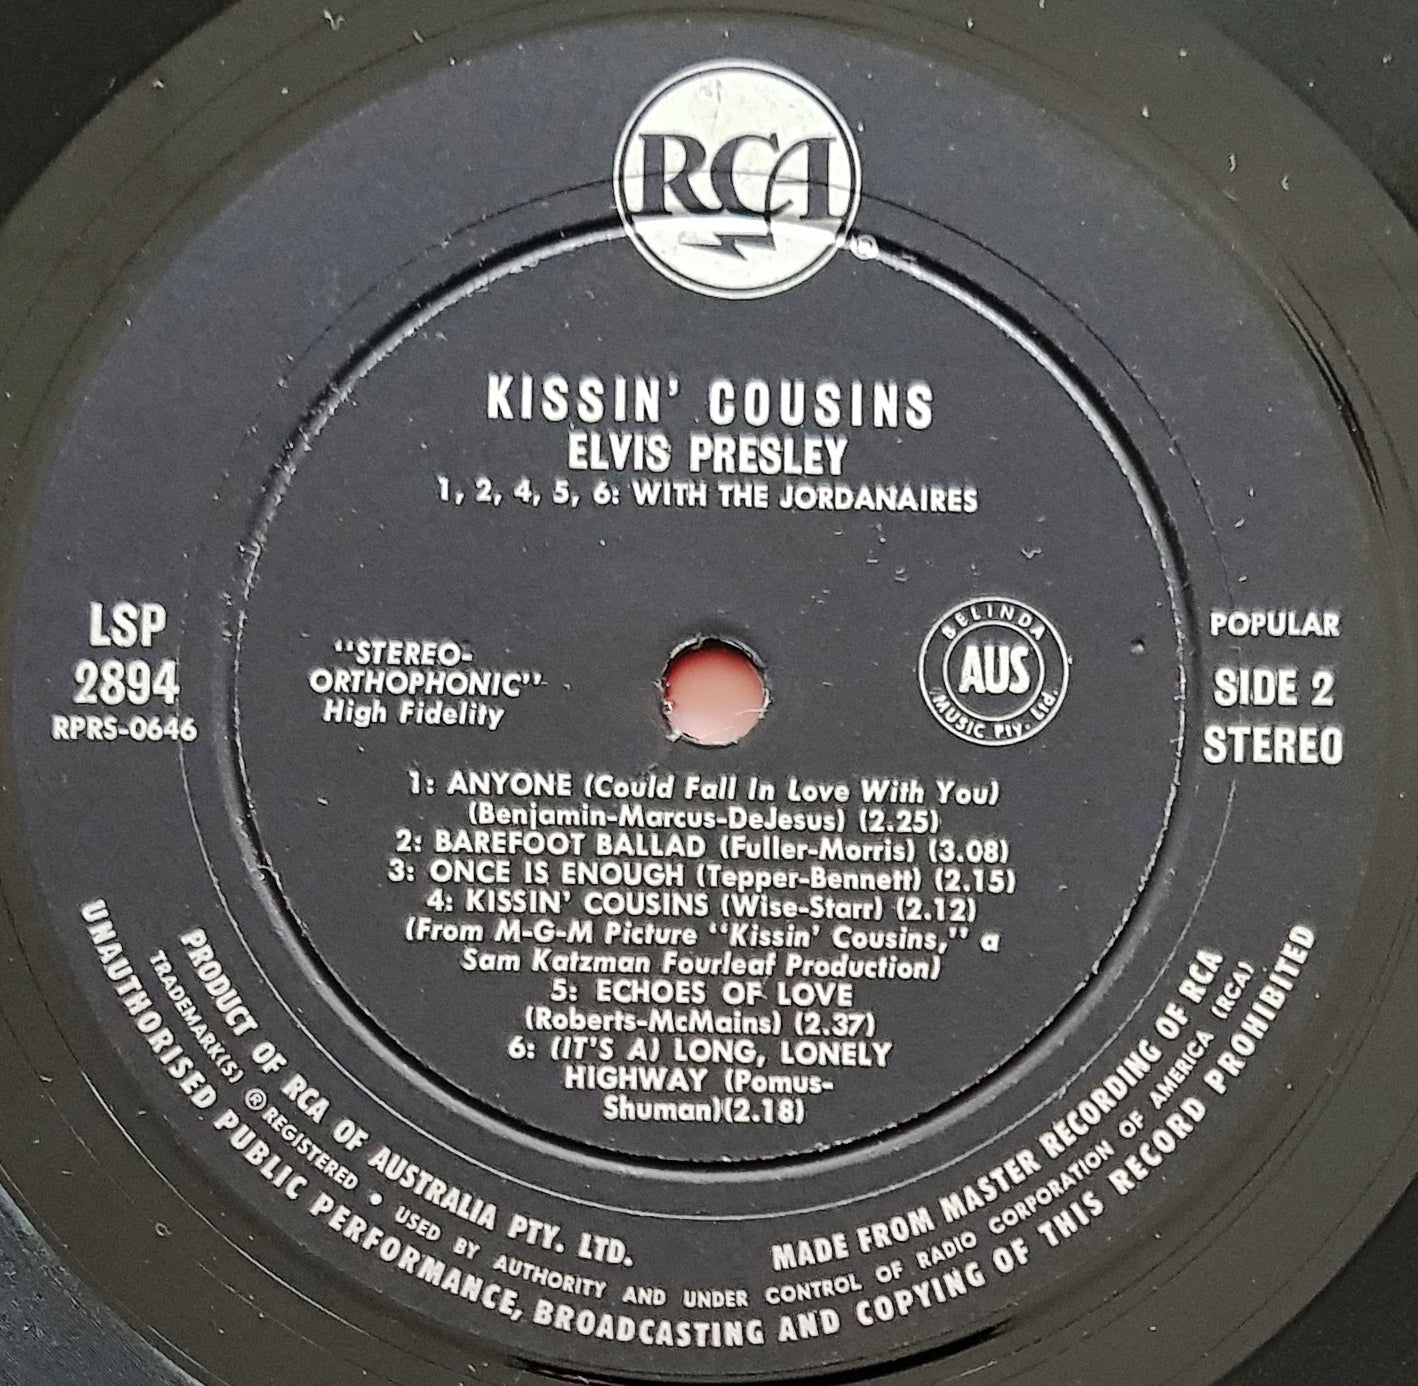 RCA
®
KISSIN' COUSINS
ELVIS PRESLEY
1, 2, 4, 5, 6: WITH THE JORDANAIRES
LSP
2894
RPRS-0646
"STEREO-
ORTHOPHONIC"
High Fidelity
BELINDA
AUS
MUSIC Pty. Ltd.
POPULAR
SIDE 2
STEREO
1: ANYONE (Could Fall In Love With You)
(Benjamin-Marcus-DeJesus) (2.25)
2: BAREFOOT BALLAD (Fuller-Morris) (3.08)
3: ONCE IS ENOUGH (Tepper-Bennett) (2.15)
4: KISSIN' COUSINS (Wise-Starr) (2.12)
(From M-G-M Picture "Kissin' Cousins," a
Sam Katzman Fourleaf Production)
5: ECHOES OF LOVE
(Roberts-McMains) (2.37)
6: (IT'S A) LONG, LONELY
HIGHWAY (Pomus-
Shuman)(2.18)
PRODUCT OF RCA OF AUSTRALIA PTY. LTD.
MADE FROM MASTER RECORDING OF RCA
TRADEMARK(S) ® REGISTERED • USED BY AUTHORITY AND UNDER CONTROL OF RADIO CORPORATION OF AMERICA (RCA)
UNAUTHORISED PUBLIC PERFORMANCE, BROADCASTING AND COPYING OF THIS RECORD PROHIBITED